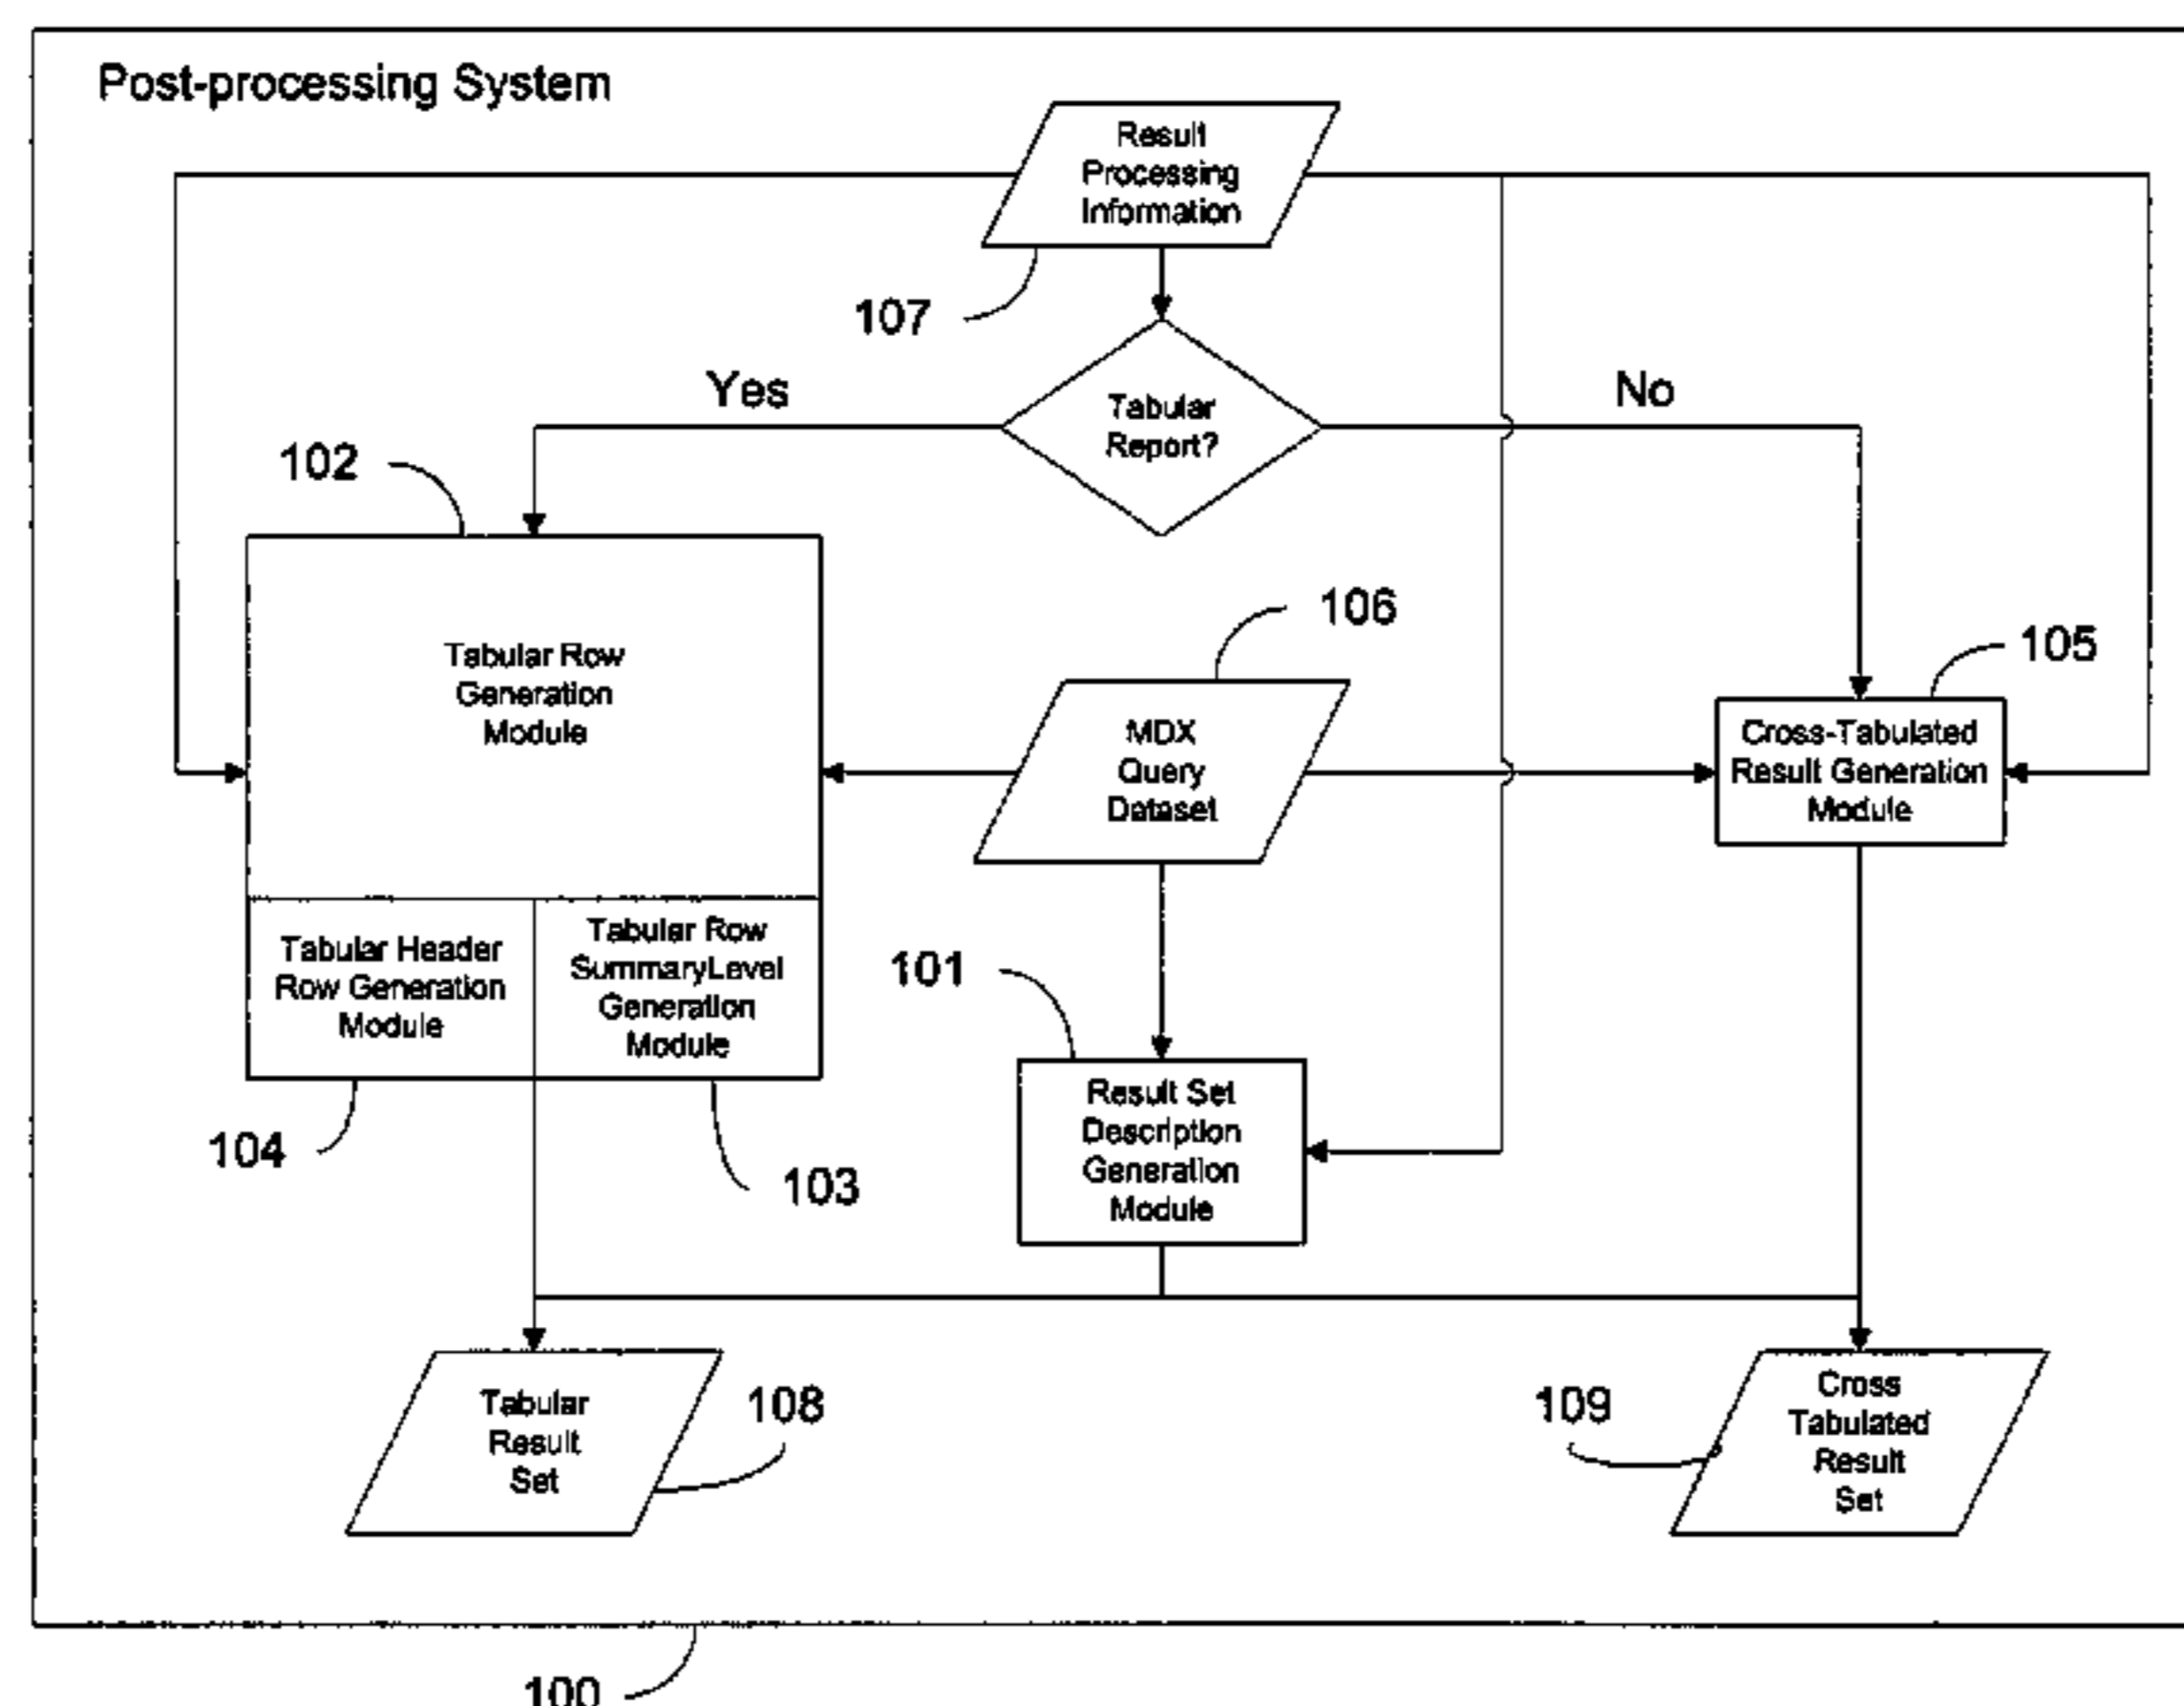 Post-processing System
Result
Processing
Information
107
Tabular
Report?
Yes
No
102
Tabular Row
Generation
Module
106
MDX
Query
Dataset
105
Cross-Tabulated
Result Generation
Module
Tabular Header
Row Generation
Module
Tabular Row
SummaryLevel
Generation
Module
101
Result Set
Description
Generation
Module
104
103
Tabular
Result
Set
108
109
Cross
Tabulated
Result
Set
100